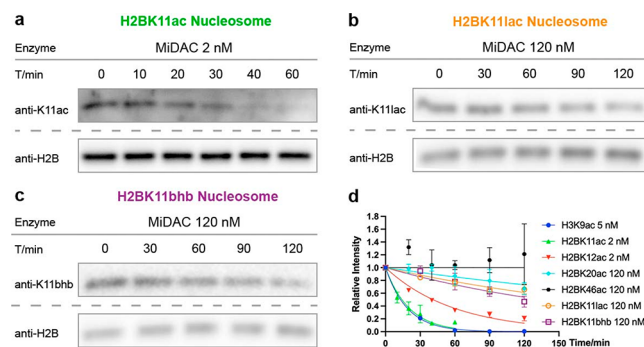 a
H2BK11ac Nucleosome
Enzyme MiDAC 2 nM
T/min 0 10 20 30 40 60
anti-K11ac
anti-H2B
b
H2BK11lac Nucleosome
Enzyme MiDAC 120 nM
T/min 0 30 60 90 120
anti-K11lac
anti-H2B
c
H2BK11bhb Nucleosome
Enzyme MiDAC 120 nM
T/min 0 30 60 90 120
anti-K11bhb
anti-H2B
d
Relative Intensity
1.8
1.6
1.4
1.2
1.0
0.8
0.6
0.4
0.2
0.0
0 30 60 90 120 150
Time/min
H3K9ac 5 nM
H2BK11ac 2 nM
H2BK12ac 2 nM
H2BK20ac 120 nM
H2BK46ac 120 nM
H2BK11lac 120 nM
H2BK11bhb 120 nM